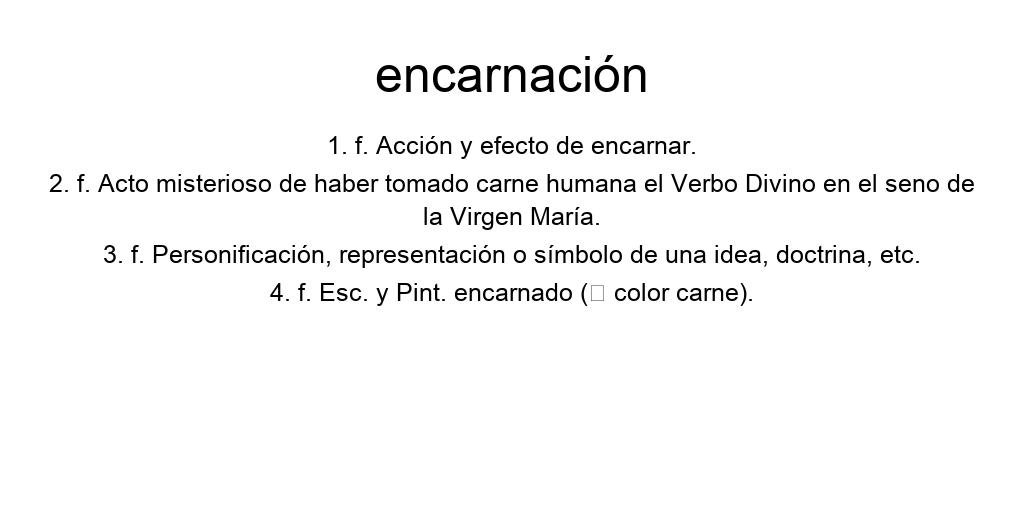 encarnación
1. f. Acción y efecto de encarnar.
2. f. Acto misterioso de haber tomado carne humana el Verbo Divino en el seno de
la Virgen María.
3. f. Personificación, representación o símbolo de una idea, doctrina, etc.
4. f. Esc. y Pint. encarnado (□ color carne).